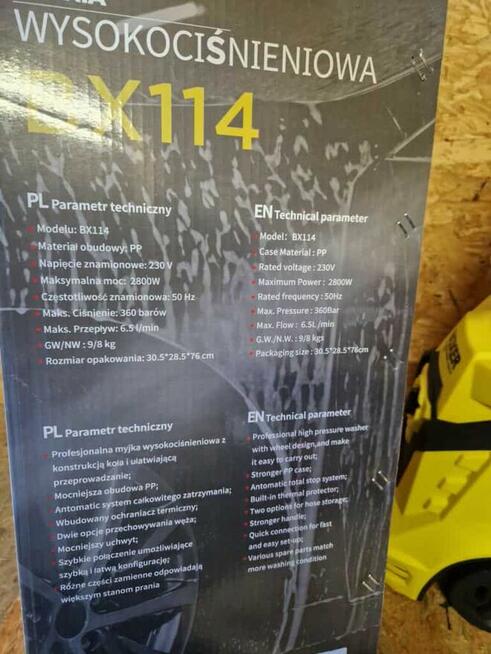 WYSOKOCIŚNIENIOWA
BX114
PL Parametr techniczny
Modelu: BX114
Materiał obudowy: PP
Napięcie znamionowe: 230 V
Maksymalna moc: 2800W
Częstotliwość znamionowa: 50 Hz
Maks. Ciśnienie: 360 barów
Maks. Przepływ: 6.5 l/min
GW/NW : 9/8 kg
Rozmiar opakowania: 30.5*28.5*76cm
EN Technical parameter
Model: BX114
Case Material : PP
Rated voltage : 230V
Maximum Power : 2800W
Rated frequency : 50Hz
Max. Pressure : 360Bar
Max. Flow : 6.5L /min
G.W./N.W. : 9/8 kgs
Packaging size : 30.5*28.5*76cm
PL Parametr techniczny
Profesjonalna myjka wysokociśnieniowa z
konstrukcją koła i ułatwiającą
przeprowadzanie;
Mocniejsza obudowa PP;
Automatic system całkowitego zatrzymania;
Wbudowany ochraniacz termiczny;
Dwie opcje przechowywania węża;
Mocniejszy uchwyt;
Szybkie połączenie umożliwiające
szybką i łatwą konfigurację;
Różne części zamienne odpowiadają
większym stanom prania
EN Technical parameter
Professional high pressure washer
with wheel design,and make
it easy to carry out;
Stronger PP case;
Automatic total stop system;
Built-in thermal protector;
Two options for hose storage;
Stronger handle;
Quick connection for fast
and easy set-up;
Various spare parts match
more washing condition